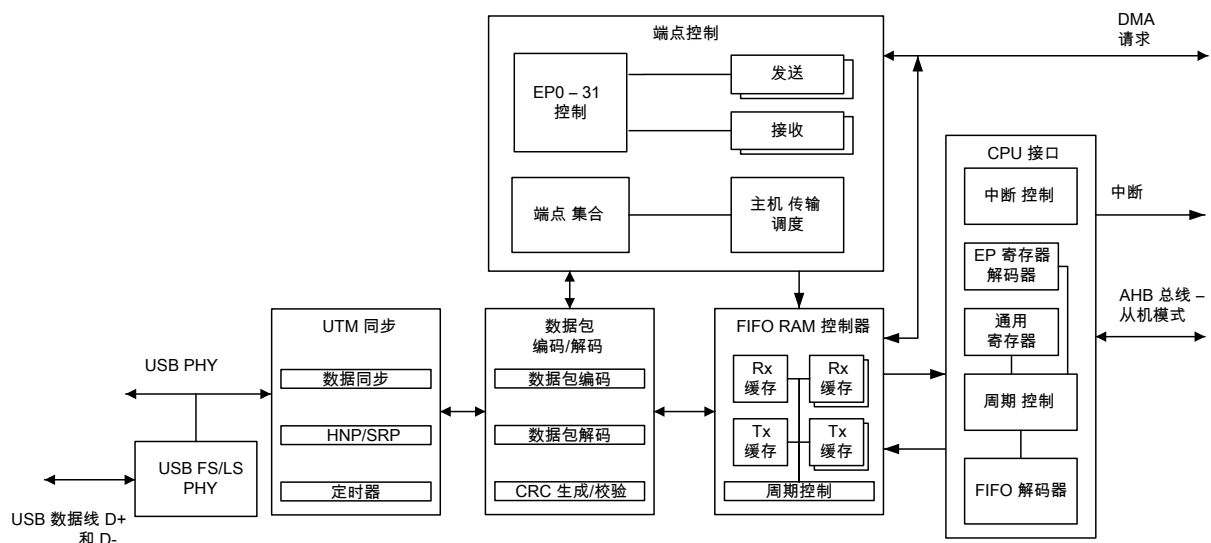 端点控制
DMA
请求
EP0 – 31
控制
发送
接收
端点 集合
主机 传输
调度
CPU 接口
中断 控制
中断
EP 寄存器
解码器
AHB 总线 –
从机模式
通用
寄存器
周期 控制
FIFO 解码器
UTM 同步
数据同步
HNP/SRP
定时器
数据包
编码/解码
数据包编码
数据包解码
CRC 生成/校验
FIFO RAM 控制器
Rx
缓存
Rx
缓存
Tx
缓存
Tx
缓存
周期控制
USB PHY
USB FS/LS
PHY
USB 数据线 D+
和 D-